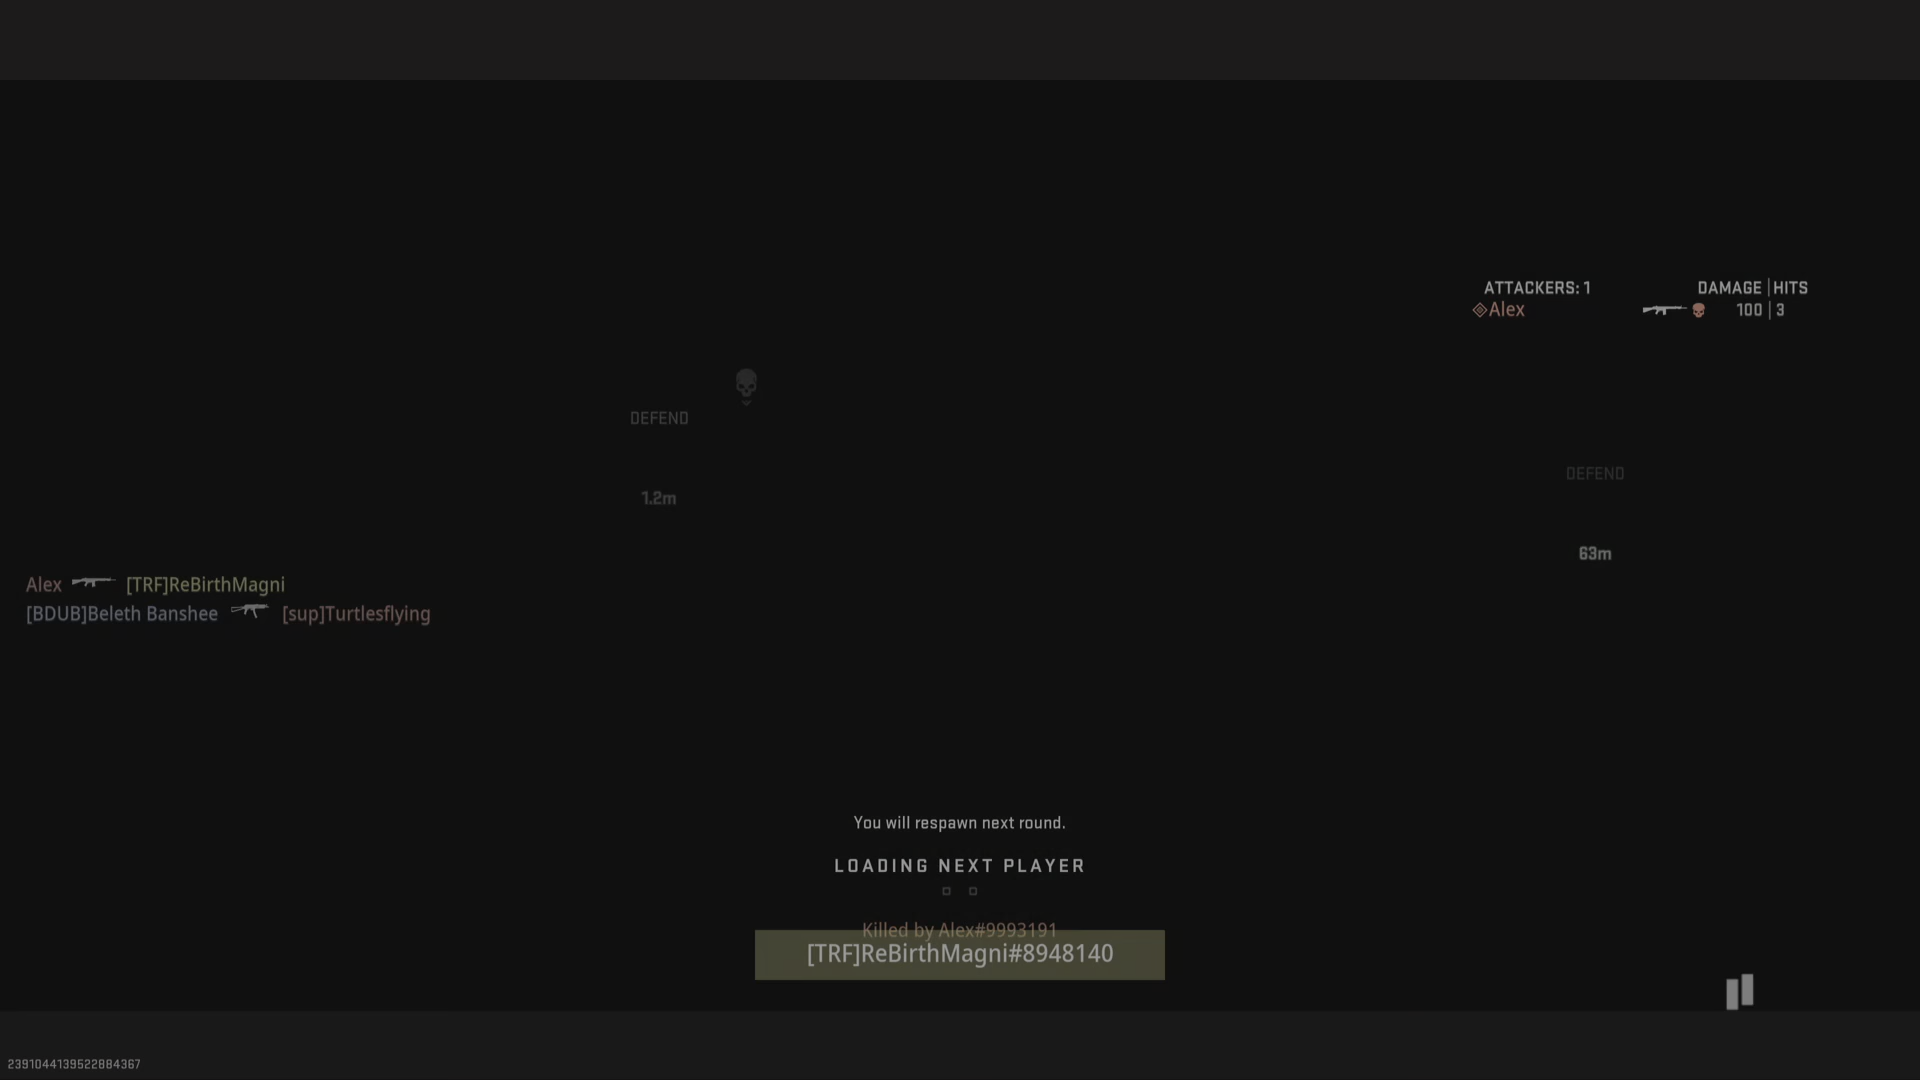 ATTACKERS: 1 DAMAGE | HITS
Alex 100 | 3
DEFEND
1.2m
DEFEND
63m
Alex [TRF]ReBirthMagni
[BDUB]Beleth Banshee [sup]Turtlesflying
You will respawn next round.
LOADING NEXT PLAYER
Killed by Alex#9993191
[TRF]ReBirthMagni#8948140
2391044139522884367